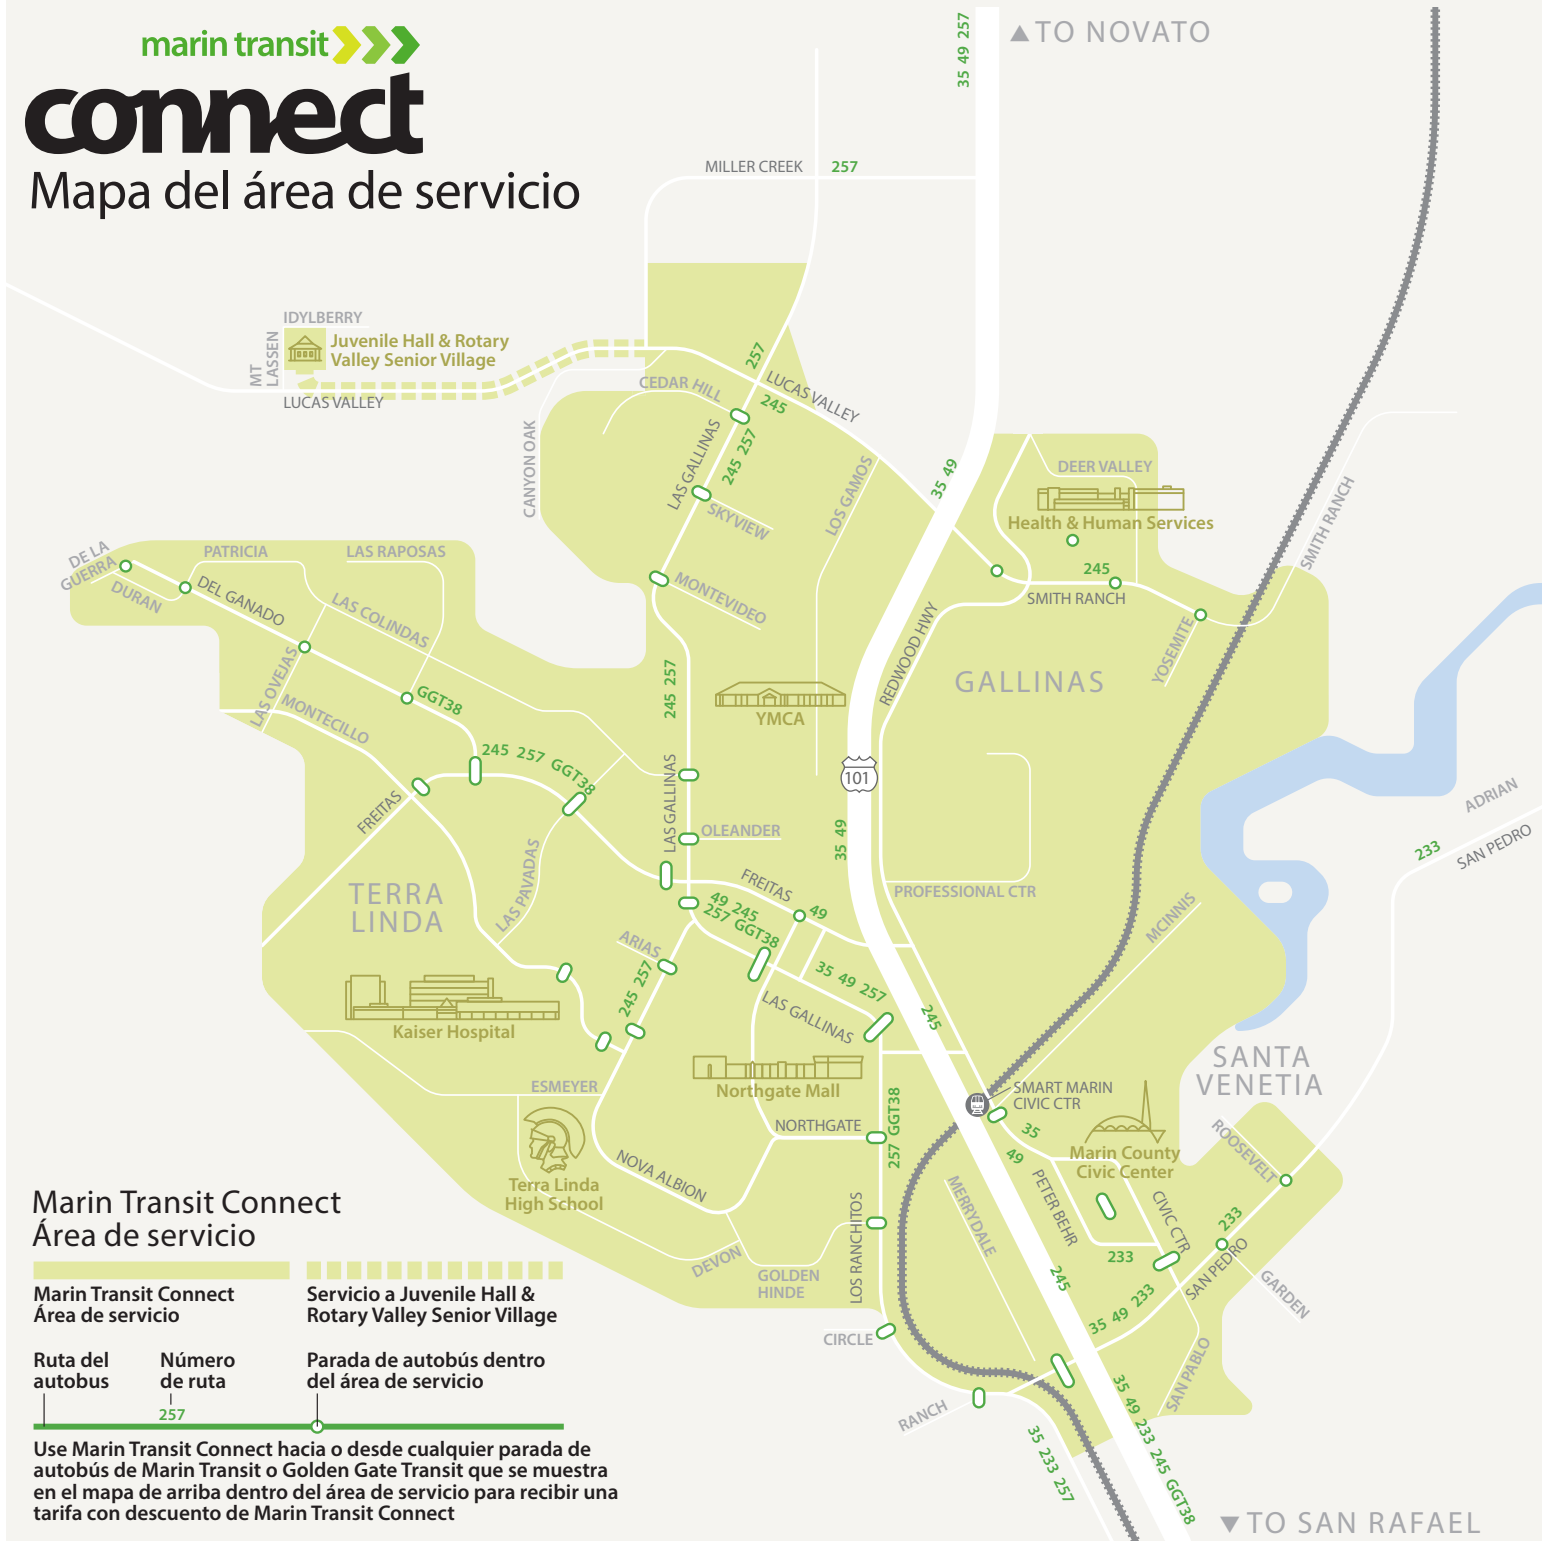 marin transit
connect
Mapa del área de servicio
35 49 257
TO NOVATO
MILLER CREEK
257
IDYLBERRY
MT
LASSEN
Juvenile Hall & Rotary
Valley Senior Village
LUCAS VALLEY
CEDAR HILL
257
LUCAS VALLEY
245
CANYON OAK
LAS GALLINAS
245 257
SKYVIEW
LOS GAMOS
35 49
DEER VALLEY
Health & Human Services
SMITH RANCH
245
SMITH RANCH
DE LA
GUERRA
PATRICIA
LAS RAPOSAS
DURAN
DEL GANADO
LAS COLINDAS
MONTEVIDEO
REDWOOD HWY
YOSEMITE
GALLINAS
LAS OVEJAS
MONTECILLO
GGT38
245 257
YMCA
245 257 GGT38
101
FREITAS
LAS GALLINAS
OLEANDER
35 49
ADRIAN
233
SAN PEDRO
TERRA
LINDA
LAS PAVADAS
FREITAS
49
PROFESSIONAL CTR
MCINNIS
49 245
257 GGT38
ARIAS
245 257
35 49 257
LAS GALLINAS
245
Kaiser Hospital
SANTA
VENETIA
ESMEYER
Northgate Mall
SMART MARIN
CIVIC CTR
257 GGT38
NORTHGATE
35
49
Marin County
Civic Center
ROOSEVELT
Terra Linda
High School
NOVA ALBION
MERRYDALE
PETER BEHR
CIVIC CTR
233
233
SAN PEDRO
LOS RANCHITOS
DEVON
GOLDEN
HINDE
245
GARDEN
35 49 233
CIRCLE
SAN PABLO
RANCH
35 233 257
35 49 233 245 GGT38
TO SAN RAFAEL
Marin Transit Connect
Área de servicio
Marin Transit Connect
Área de servicio
Servicio a Juvenile Hall &
Rotary Valley Senior Village
Ruta del
autobus
Número
de ruta
257
Parada de autobús dentro
del área de servicio
Use Marin Transit Connect hacia o desde cualquier parada de
autobús de Marin Transit o Golden Gate Transit que se muestra
en el mapa de arriba dentro del área de servicio para recibir una
tarifa con descuento de Marin Transit Connect